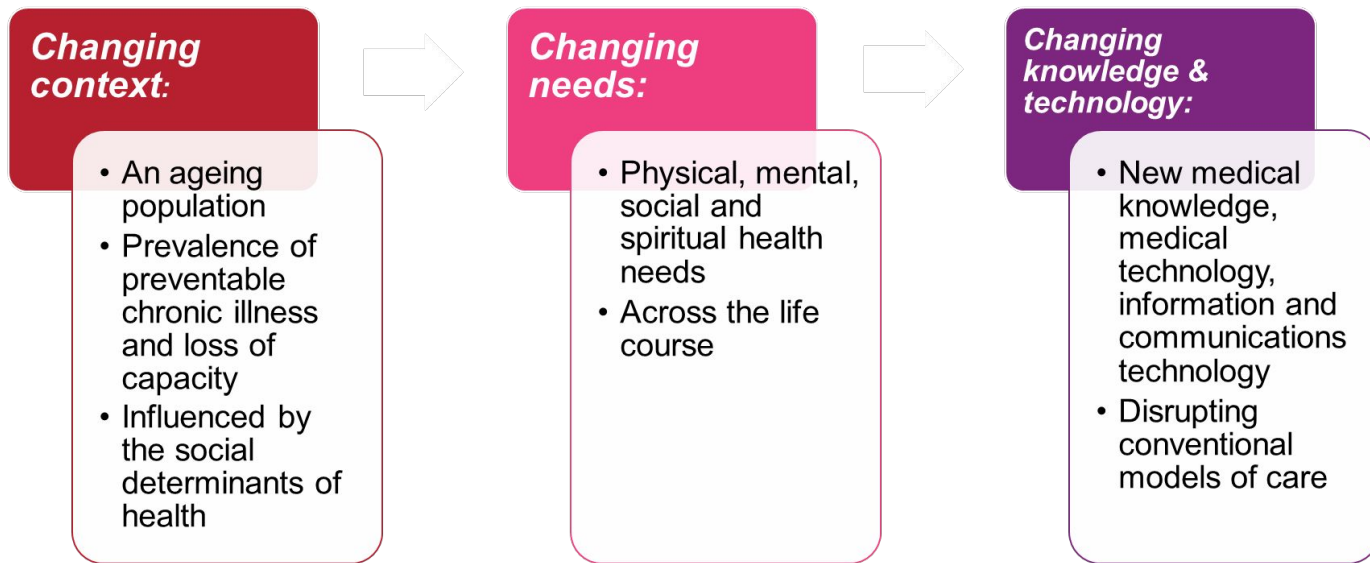 Changing
context:
• An ageing
population
• Prevalence of
preventable
chronic illness
and loss of
capacity
• Influenced by
the social
determinants of
health
Changing
needs:
• Physical, mental,
social and
spiritual health
needs
• Across the life
course
Changing
knowledge &
technology:
• New medical
knowledge,
medical
technology,
information and
communications
technology
• Disrupting
conventional
models of care